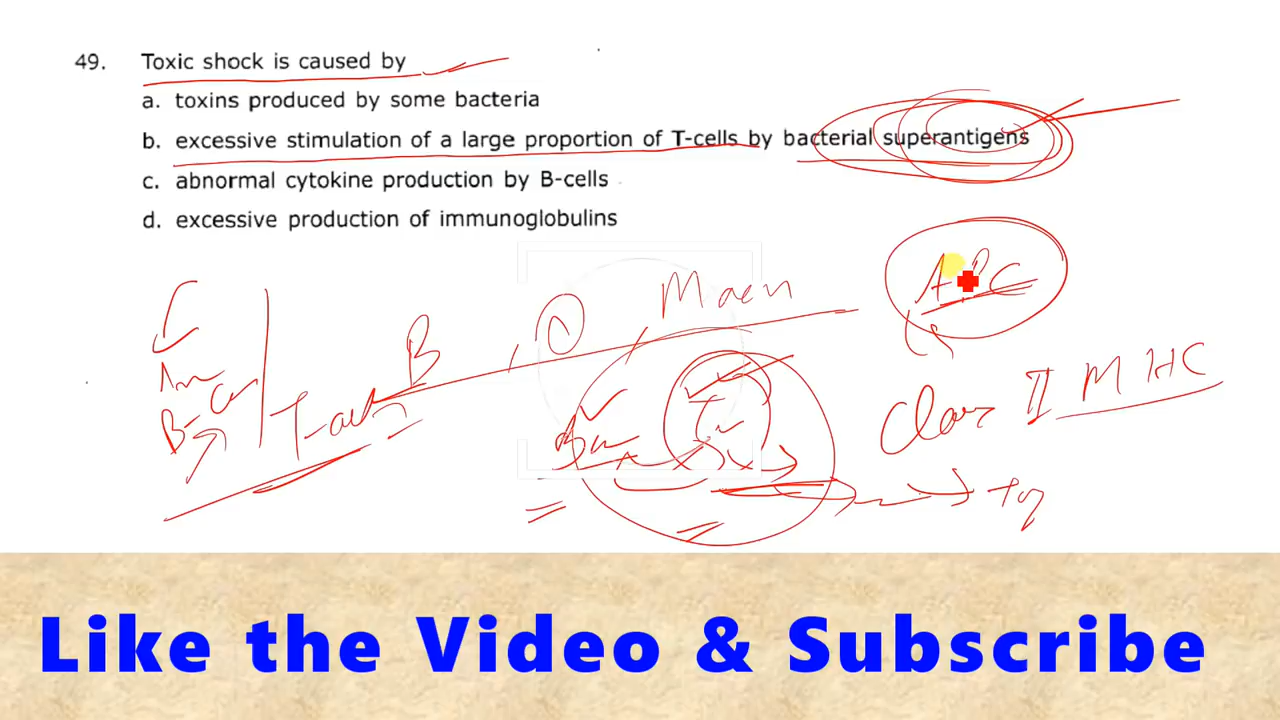 49. Toxic shock is caused by
a. toxins produced by some bacteria
b. excessive stimulation of a large proportion of T-cells by bacterial superantigens
c. abnormal cytokine production by B-cells
d. excessive production of immunoglobulins
APC
B
Class II MHC
Like the Video & Subscribe